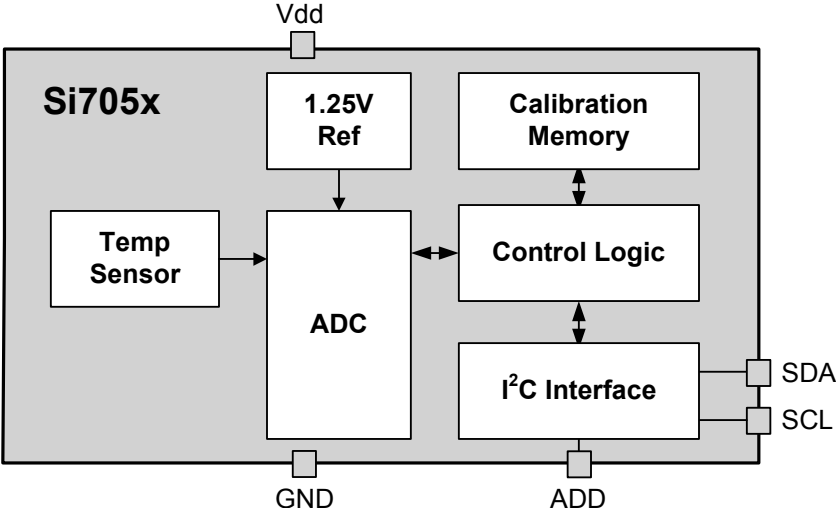 Vdd
Si705x
1.25V
Ref
Calibration
Memory
Temp
Sensor
Control Logic
ADC
I²C Interface
SDA
SCL
GND
ADD